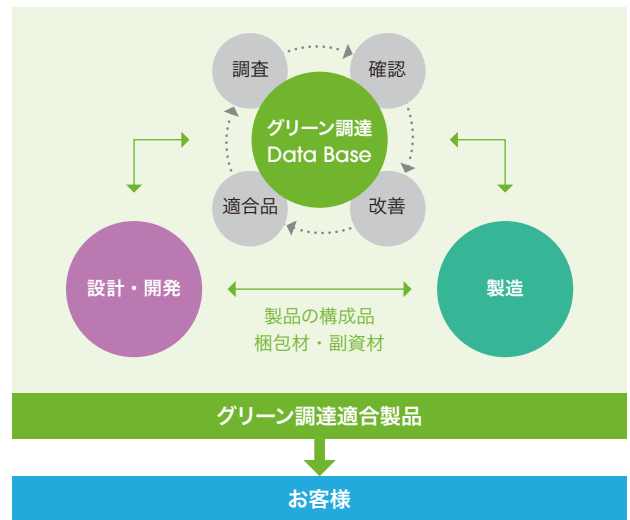 調査
確認
グリーン調達
Data Base
適合品
改善
設計・開発
製造
製品の構成品
梱包材・副資材
グリーン調達適合製品
お客様